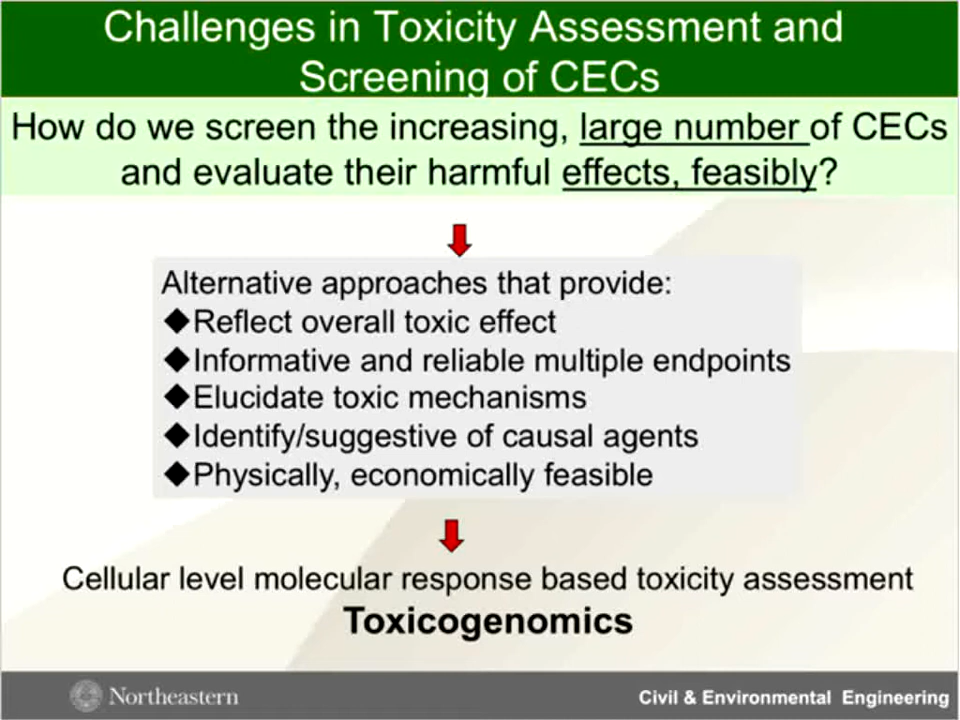 Challenges in Toxicity Assessment and
Screening of CECs
How do we screen the increasing, large number of CECs
and evaluate their harmful effects, feasibly?
Alternative approaches that provide:
◆Reflect overall toxic effect
◆Informative and reliable multiple endpoints
◆Elucidate toxic mechanisms
◆Identify/suggestive of causal agents
◆Physically, economically feasible
Cellular level molecular response based toxicity assessment
Toxicogenomics
Northeastern
Civil & Environmental Engineering